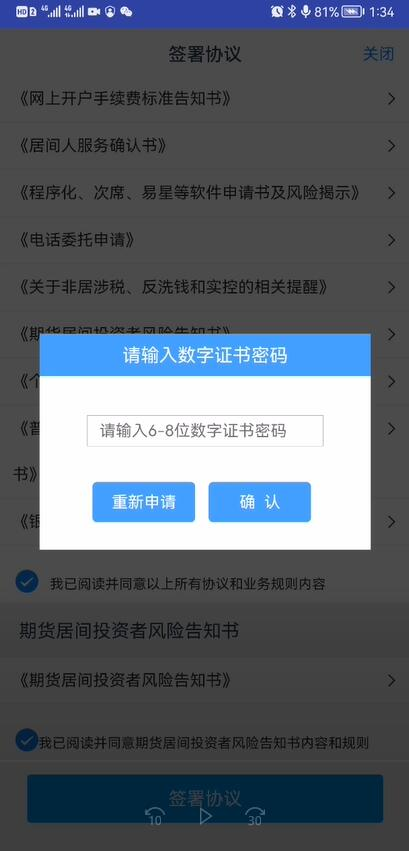 HD 2 4G 4G 81% 1:34
签署协议 关闭
《网上开户手续费标准告知书》
《居间人服务确认书》
《程序化、次席、易星等软件申请书及风险揭示》
《电话委托申请》
《关于非居涉税、反洗钱和实控的相关提醒》
《期货居间投资者风险告知书》
请输入数字证书密码
《个
请输入6-8位数字证书密码
《普
书》
重新申请 确 认
《银
我已阅读并同意以上所有协议和业务规则内容
期货居间投资者风险告知书
《期货居间投资者风险告知书》
我已阅读并同意期货居间投资者风险告知书内容和规则
签署协议
10 30